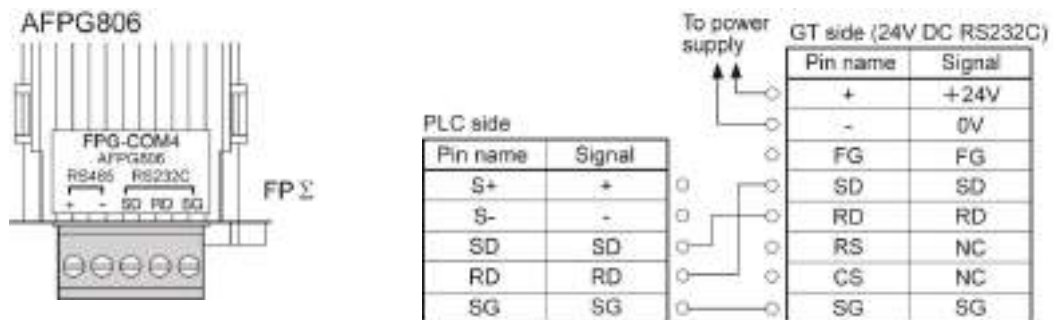 AFPG806
FPG-COM4
AFPG806
RS485 RS232C
+ - SD RD SG
FP Σ
To power
supply
GT side (24V DC RS232C)
Pin name Signal
+ +24V
- 0V
FG FG
SD SD
RD RD
RS NC
CS NC
SG SG
PLC side
Pin name Signal
S+ +
S- -
SD SD
RD RD
SG SG